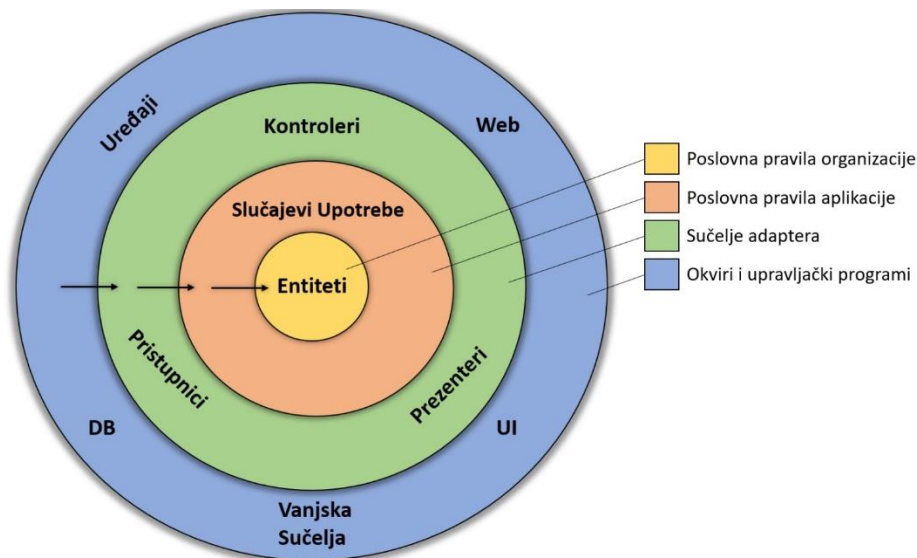 Uređaji
Kontroleri
Web
Slučajevi Upotrebe
Entiteti
Pristupnici
Prezenteri
DB
UI
Vanjska
Sučelja
Poslovna pravila organizacije
Poslovna pravila aplikacije
Sučelje adaptera
Okviri i upravljački programi